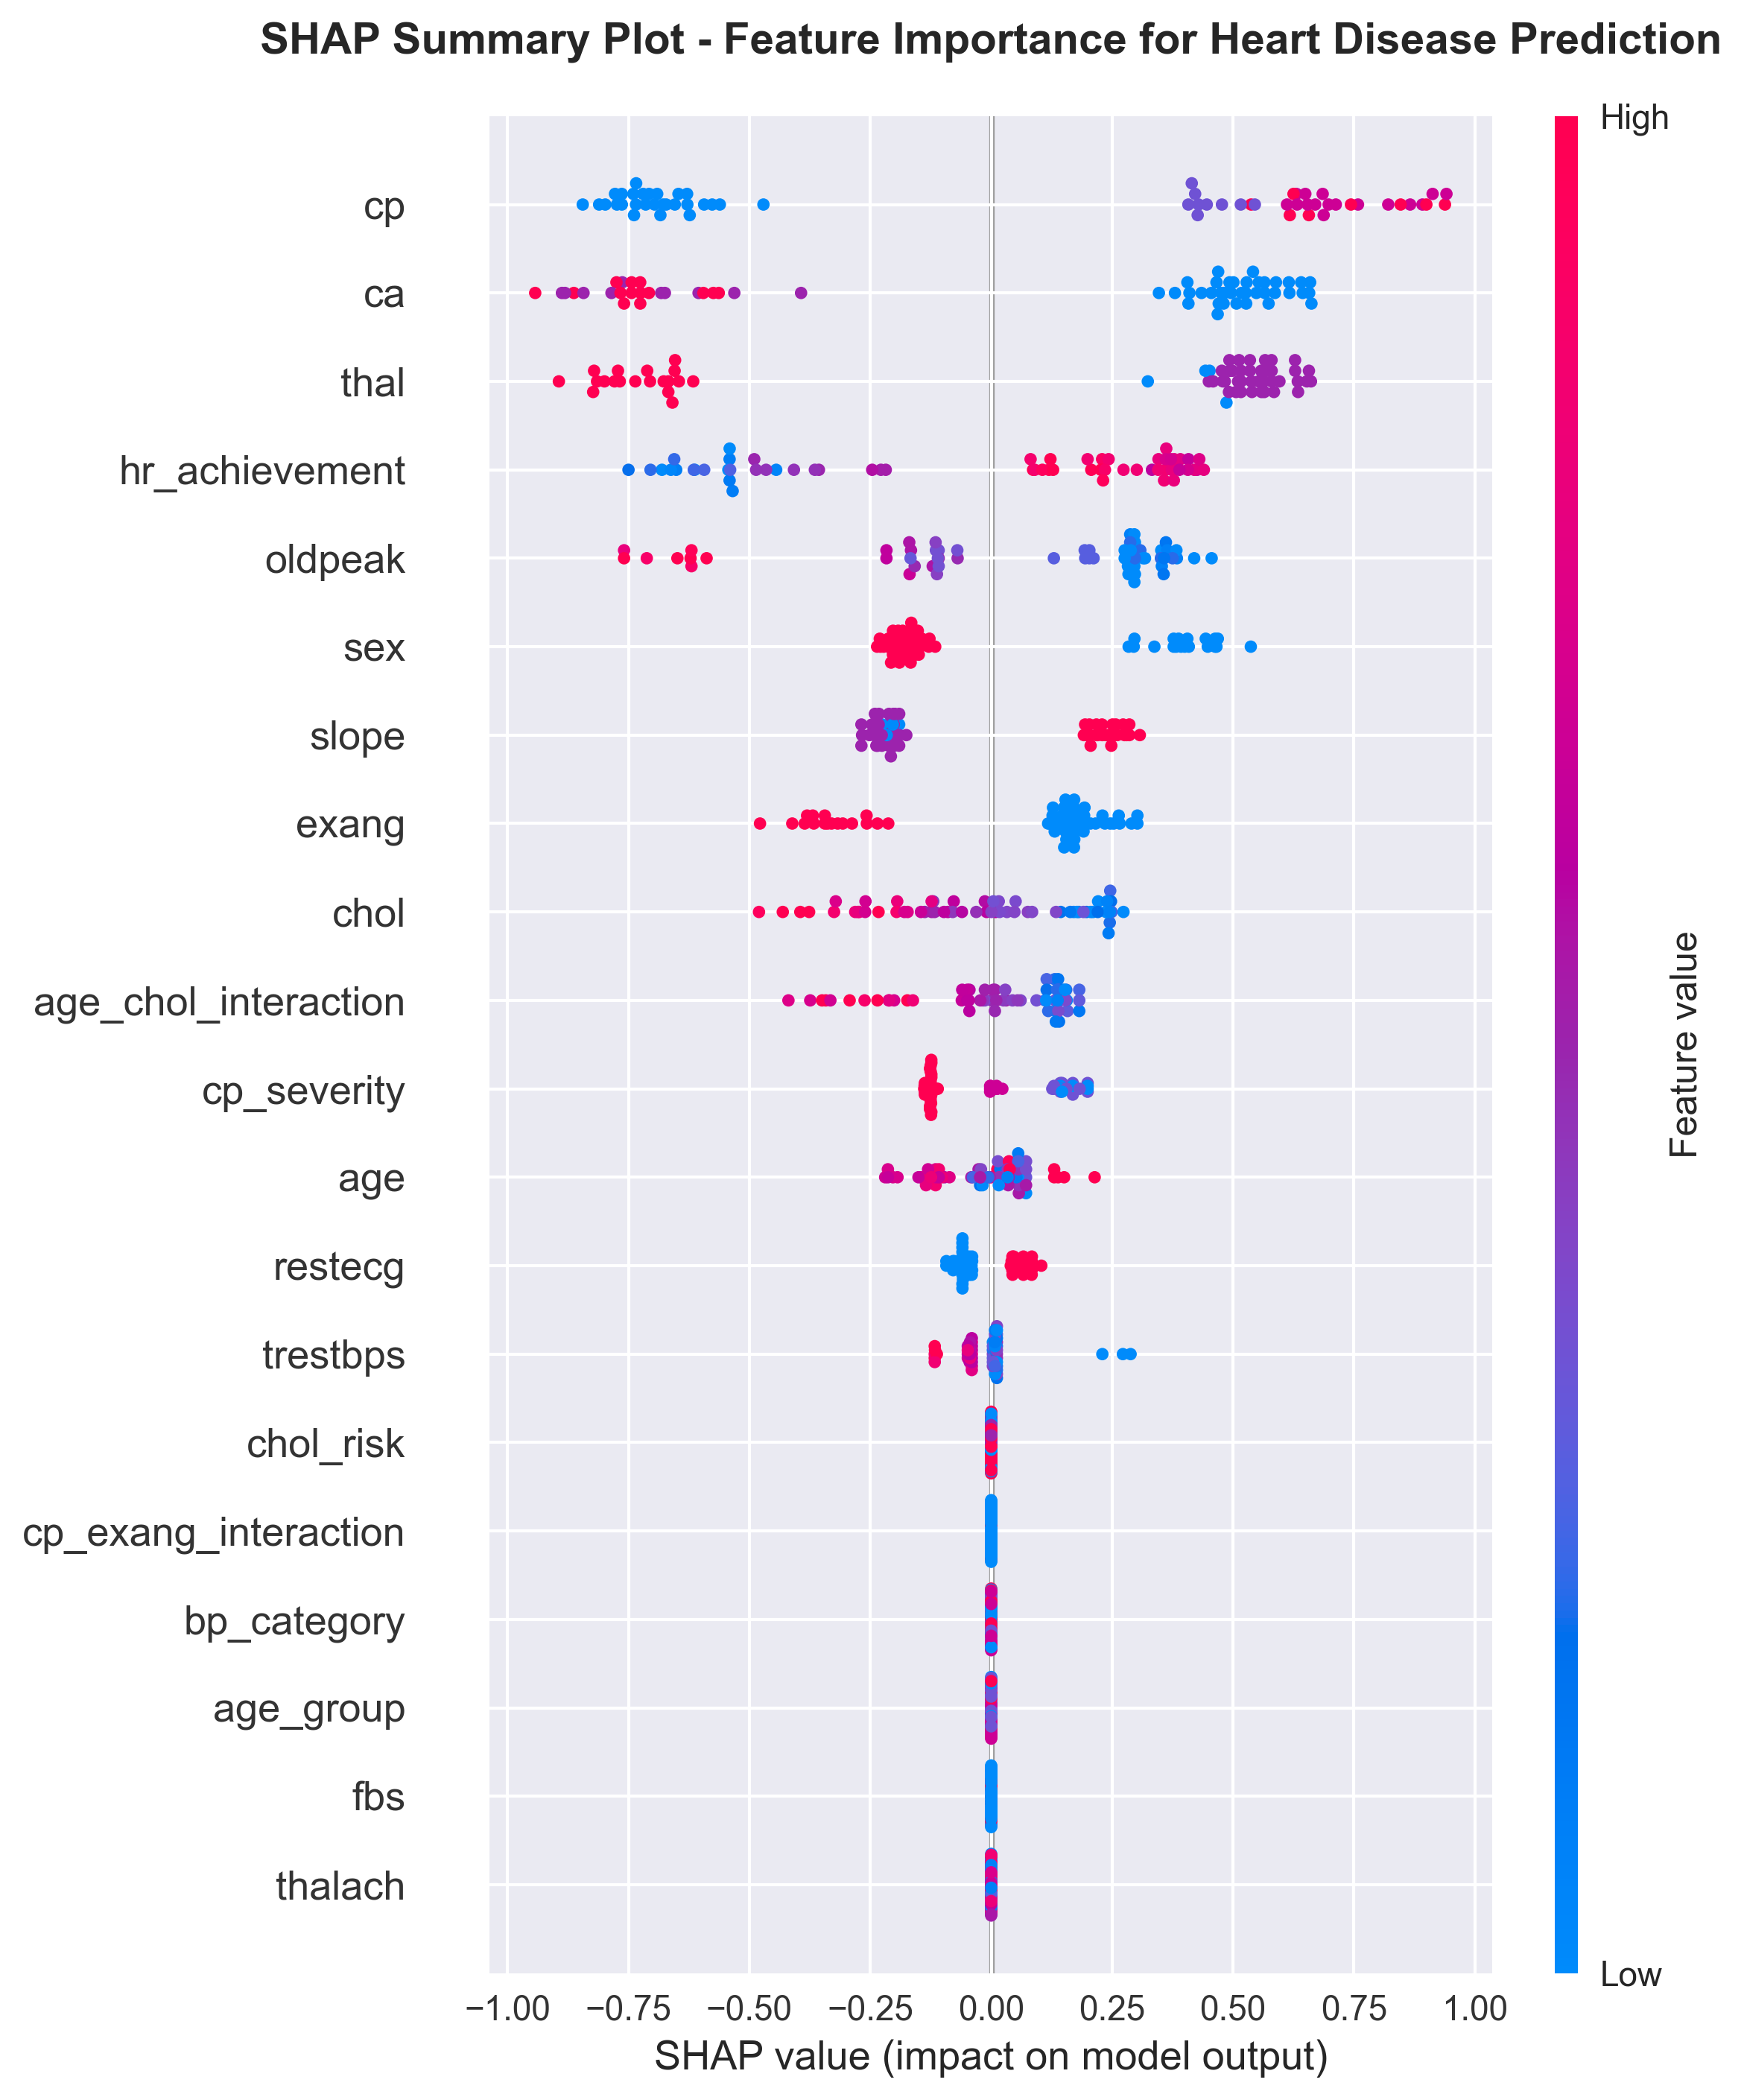 SHAP Summary Plot - Feature Importance for Heart Disease Prediction
High
cp
ca
thal
hr_achievement
oldpeak
sex
slope
exang
chol
age_chol_interaction
cp_severity
age
restecg
trestbps
chol_risk
cp_exang_interaction
bp_category
age_group
fbs
thalach
Feature value
Low
−1.00 −0.75 −0.50 −0.25 0.00 0.25 0.50 0.75 1.00
SHAP value (impact on model output)